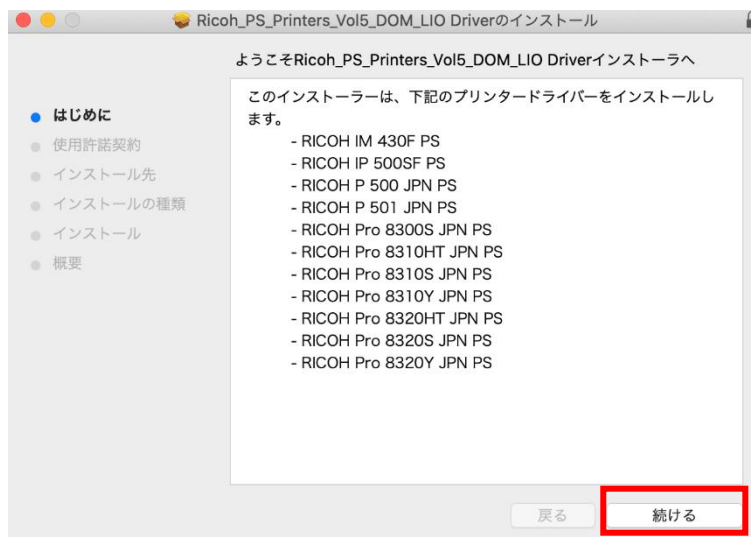 Ricoh_PS_Printers_Vol5_DOM_LIO Driverのインストール
ようこそRicoh_PS_Printers_Vol5_DOM_LIO Driverインストーラへ
はじめに
使用許諾契約
インストール先
インストールの種類
インストール
概要
このインストーラーは、下記のプリンタードライバーをインストールし
ます。
- RICOH IM 430F PS
- RICOH IP 500SF PS
- RICOH P 500 JPN PS
- RICOH P 501 JPN PS
- RICOH Pro 8300S JPN PS
- RICOH Pro 8310HT JPN PS
- RICOH Pro 8310S JPN PS
- RICOH Pro 8310Y JPN PS
- RICOH Pro 8320HT JPN PS
- RICOH Pro 8320S JPN PS
- RICOH Pro 8320Y JPN PS
戻る
続ける